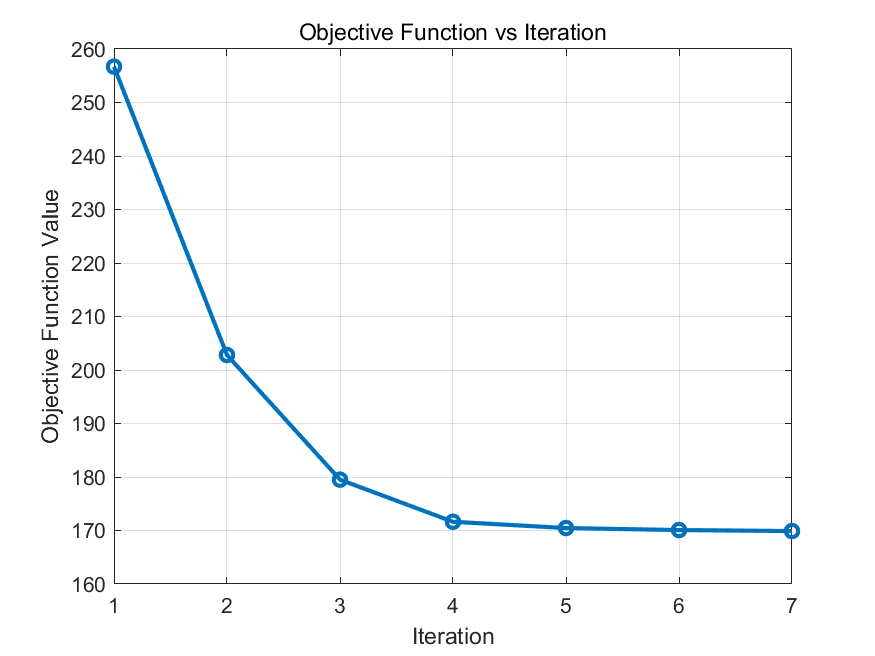 Objective Function vs Iteration
260
250
240
230
220
210
200
190
180
170
160
Objective Function Value
1 2 3 4 5 6 7
Iteration